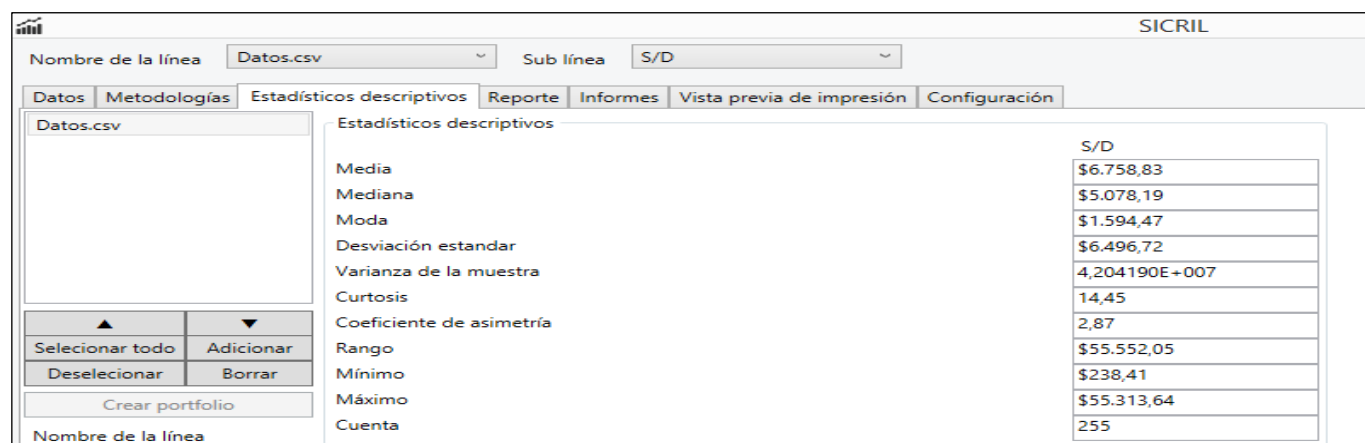 SICRIL
Nombre de la línea Datos.csv Sub línea S/D
Datos Metodologías Estadísticos descriptivos Reporte Informes Vista previa de impresión Configuración
Datos.csv
Estadísticos descriptivos
S/D
Media $6.758,83
Mediana $5.078,19
Moda $1.594,47
Desviación estandar $6.496,72
Varianza de la muestra 4,204190E+007
Curtosis 14,45
Coeficiente de asimetría 2,87
Selecionar todo Adicionar Rango $55.552,05
Deselecionar Borrar Mínimo $238,41
Crear portfolio Máximo $55.313,64
Nombre de la línea Cuenta 255